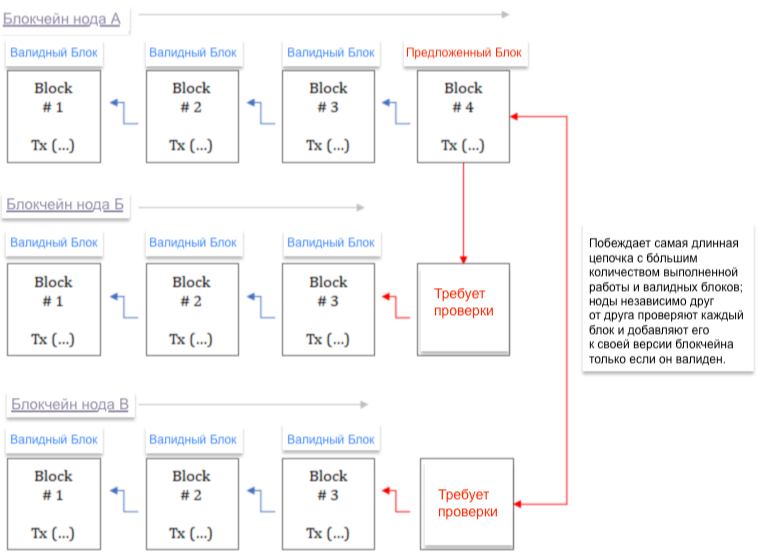 Блокчейн нода А
Валидный Блок Валидный Блок Валидный Блок Предложенный Блок
Block Block Block Block
# 1 # 2 # 3 # 4
Tx (...) Tx (...) Tx (...) Tx (...)
Блокчейн нода Б
Валидный Блок Валидный Блок Валидный Блок
Block Block Block
# 1 # 2 # 3
Tx (...) Tx (...) Tx (...)
Требует
проверки
Побеждает самая длинная
цепочка с бо́льшим
количеством выполненной
работы и валидных блоков;
ноды независимо друг
от друга проверяют каждый
блок и добавляют его
к своей версии блокчейна
только если он валиден.
Блокчейн нода В
Валидный Блок Валидный Блок Валидный Блок
Block Block Block
# 1 # 2 # 3
Tx (...) Tx (...) Tx (...)
Требует
проверки